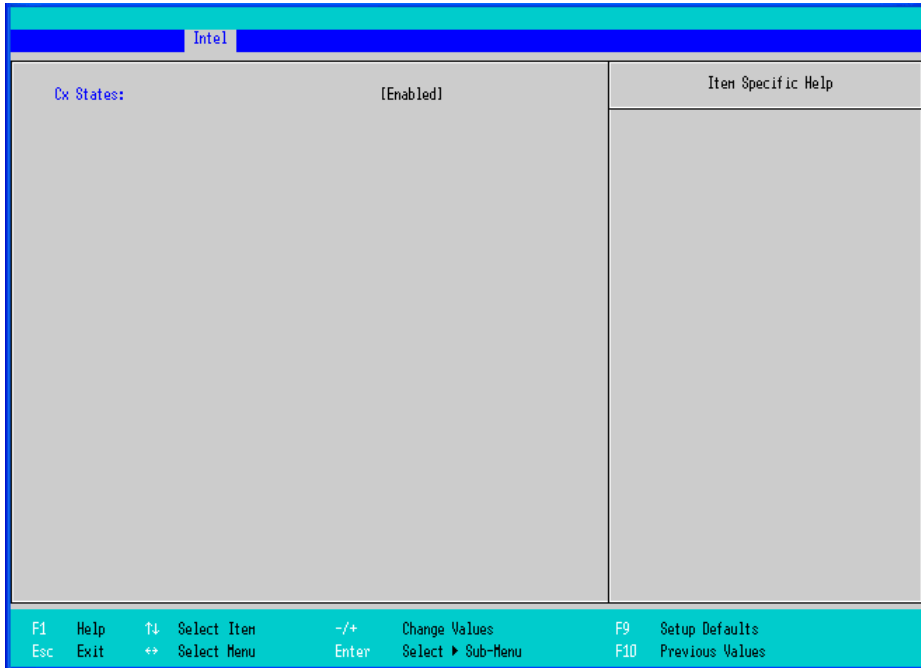 Intel
Cx States: [Enabled]
Item Specific Help
F1 Help ↑↓ Select Item -/+ Change Values F9 Setup Defaults
Esc Exit ↔ Select Menu Enter Select ▶ Sub-Menu F10 Previous Values